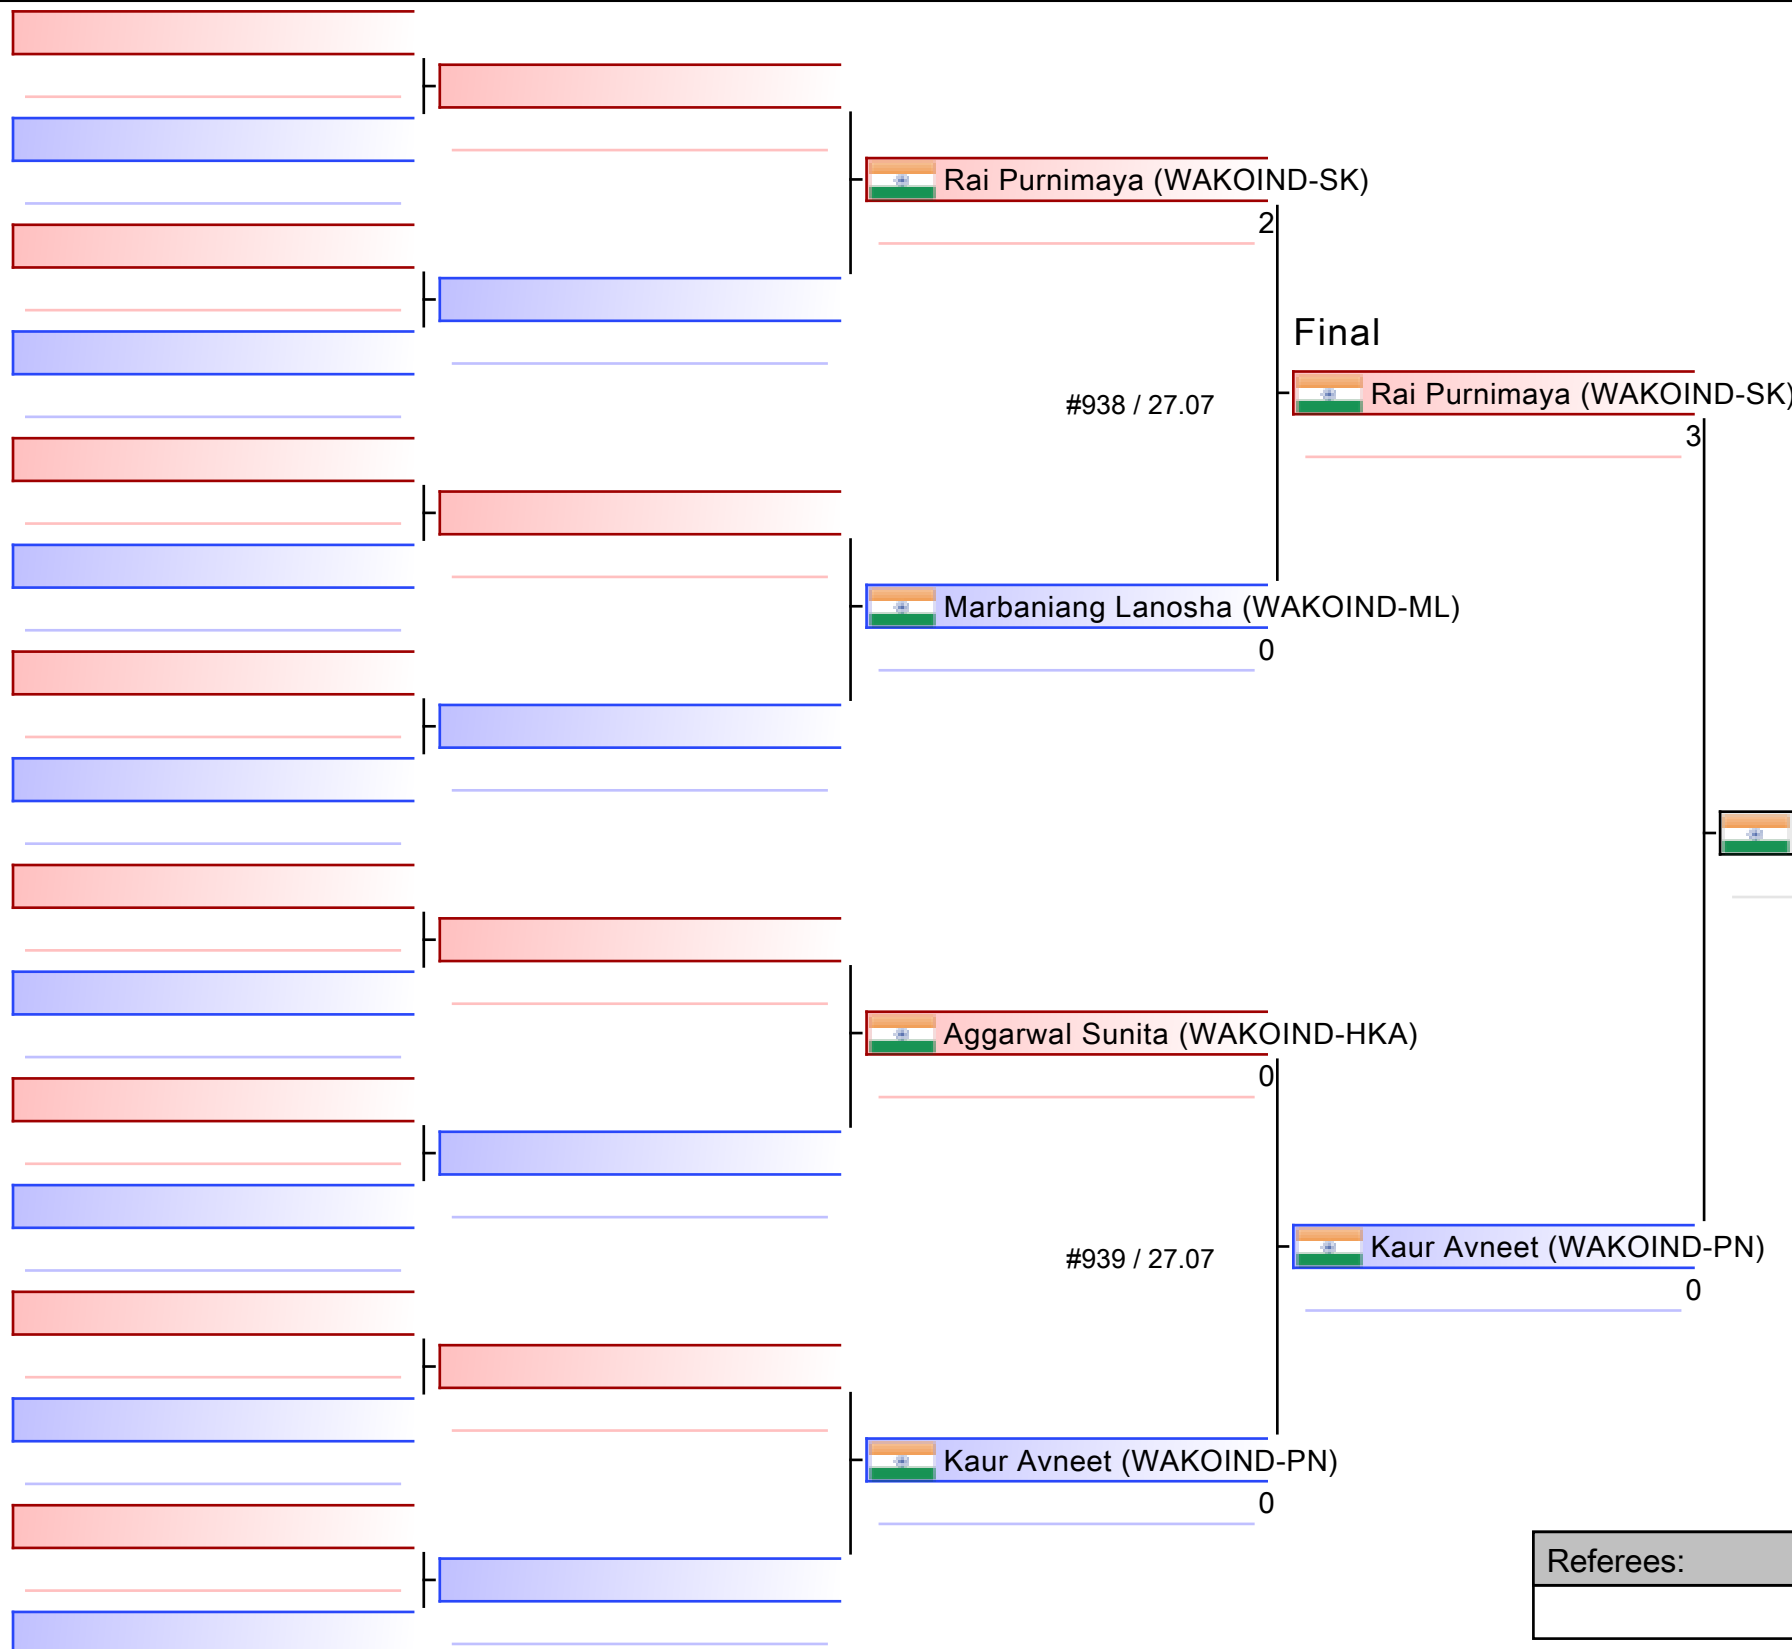 Rai Purnimaya (WAKOIND-SK)
2
Final
Rai Purnimaya (WAKOIND-SK)
#938 / 27.07
3
Marbaniang Lanosha (WAKOIND-ML)
0
Aggarwal Sunita (WAKOIND-HKA)
0
Kaur Avneet (WAKOIND-PN)
#939 / 27.07
0
Kaur Avneet (WAKOIND-PN)
0
Referees: